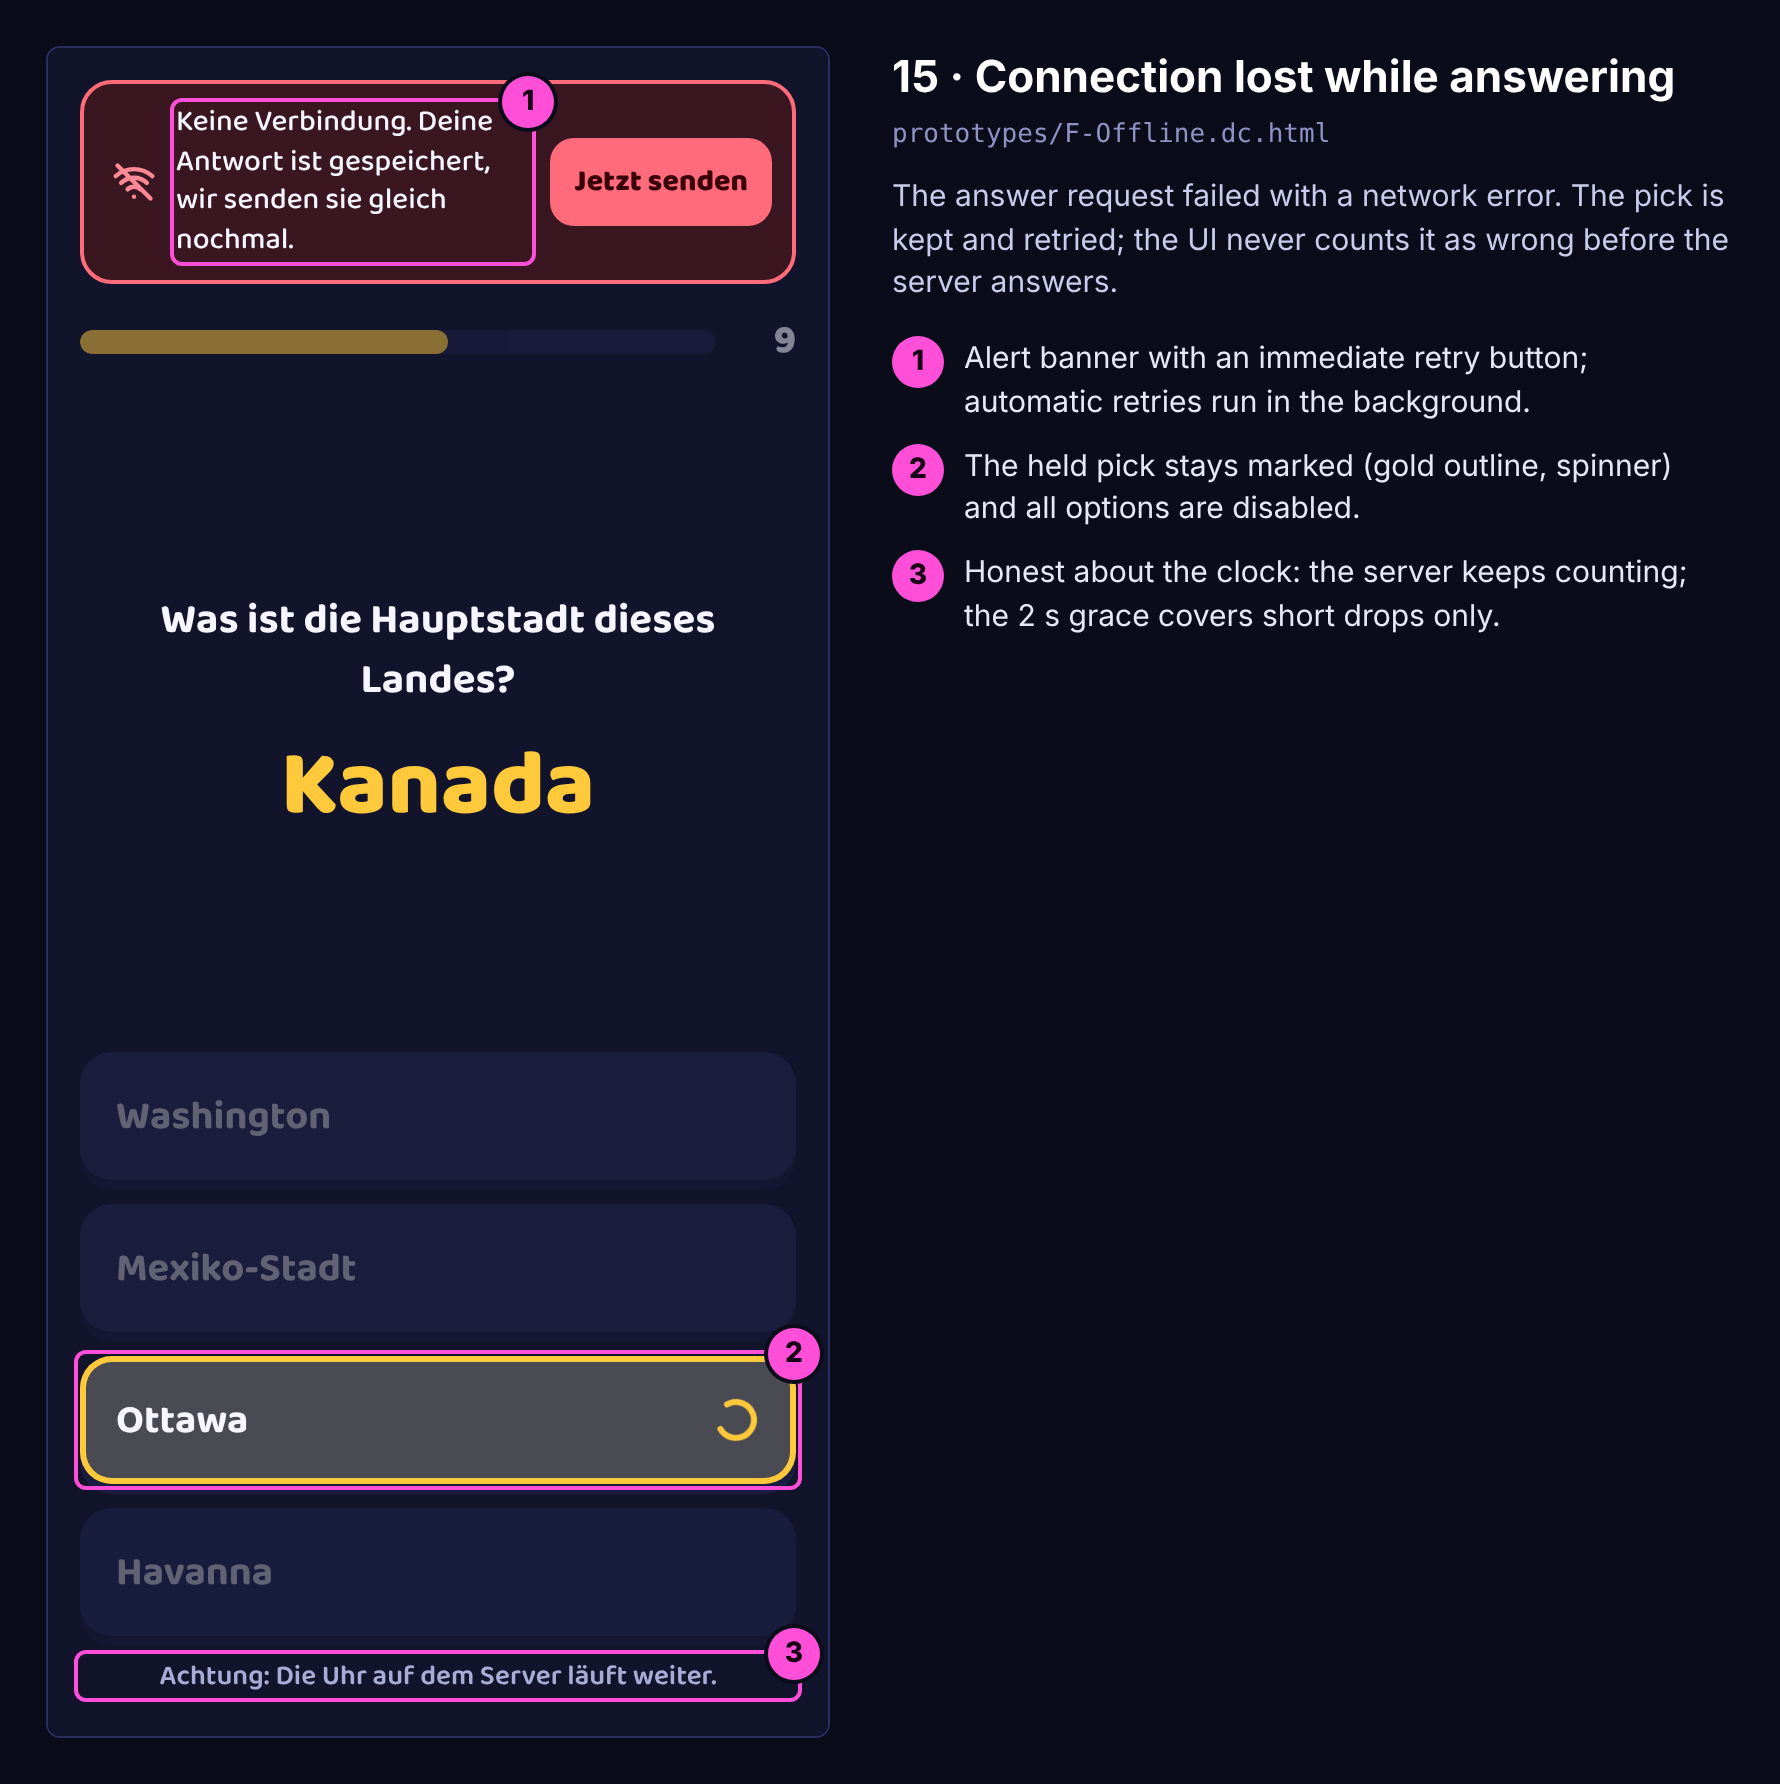 Keine Verbindung. Deine
Antwort ist gespeichert,
wir senden sie gleich
nochmal.
1
Jetzt senden
9
Was ist die Hauptstadt dieses
Landes?
Kanada
Washington
Mexiko-Stadt
2
Ottawa
Havanna
3
Achtung: Die Uhr auf dem Server läuft weiter.
15 · Connection lost while answering
prototypes/F-Offline.dc.html
The answer request failed with a network error. The pick is
kept and retried; the UI never counts it as wrong before the
server answers.
1 Alert banner with an immediate retry button;
automatic retries run in the background.
2 The held pick stays marked (gold outline, spinner)
and all options are disabled.
3 Honest about the clock: the server keeps counting;
the 2 s grace covers short drops only.